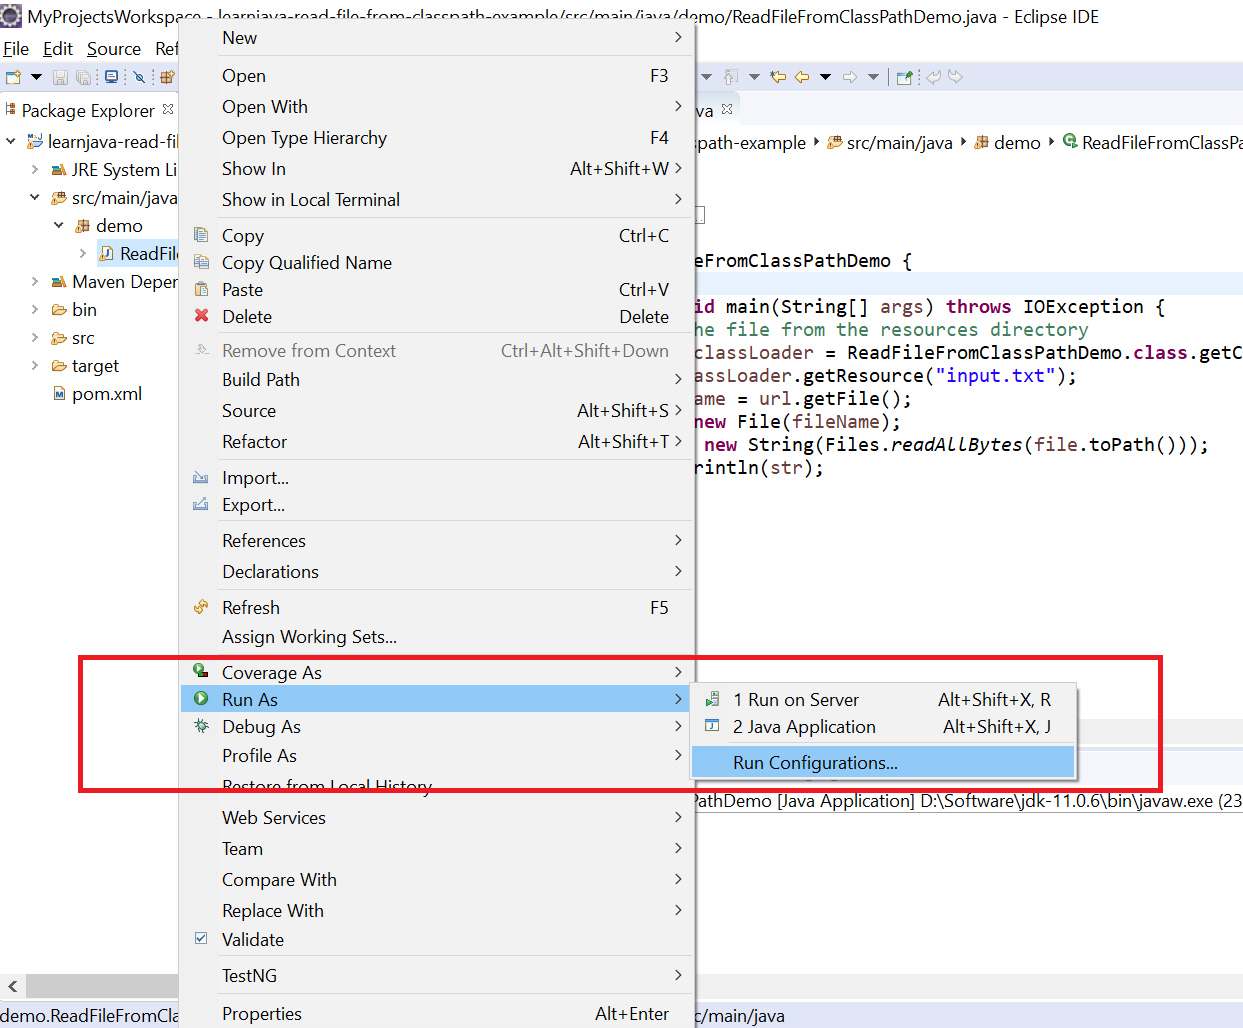 MyProjectsWorkspace - learnjava-read-file-from-classpath-example/src/main/java/demo/ReadFileFromClassPathDemo.java - Eclipse IDE
File Edit Source Ref
Package Explorer
va
learnjava-read-fil
path-example src/main/java demo ReadFileFromClassPa
JRE System Li
src/main/java
demo
ReadFile
Maven Deper
bin
src
target
pom.xml
New
Open F3
Open With
Open Type Hierarchy F4
Show In Alt+Shift+W
Show in Local Terminal
Copy Ctrl+C
Copy Qualified Name
Paste Ctrl+V
Delete Delete
Remove from Context Ctrl+Alt+Shift+Down
Build Path
Source Alt+Shift+S
Refactor Alt+Shift+T
Import...
Export...
References
Declarations
Refresh F5
Assign Working Sets...
Coverage As
Run As
Debug As
Profile As
Restore from Local History
Web Services
Team
Compare With
Replace With
Validate
TestNG
Properties Alt+Enter
1 Run on Server Alt+Shift+X, R
2 Java Application Alt+Shift+X, J
Run Configurations...
eFromClassPathDemo {
id main(String[] args) throws IOException {
he file from the resources directory
classLoader = ReadFileFromClassPathDemo.class.getC
assLoader.getResource("input.txt");
ame = url.getFile();
new File(fileName);
new String(Files.readAllBytes(file.toPath()));
rintln(str);
PathDemo [Java Application] D:\Software\jdk-11.0.6\bin\javaw.exe (23
demo.ReadFileFromCla
c/main/java